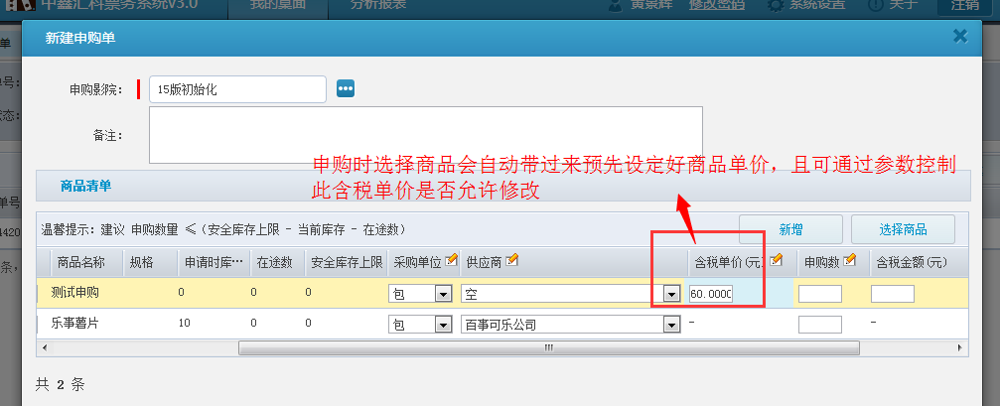 中鑫汇科票务系统V3.0 我的桌面 分析报表 黄景辉 修改密码 系统设置 关于 注销
新建申购单
申购影院： 15版初始化
备注：
申购时选择商品会自动带过来预先设定好商品单价，且可通过参数控制
此含税单价是否允许修改
商品清单
温馨提示：建议 申购数量 ≤（安全库存上限 - 当前库存 - 在途数） 新增 选择商品
商品名称 规格 申请时库… 在途数 安全库存上限 采购单位 供应商 含税单价(元) 申购数 含税金额(元)
测试申购 0 0 0 包 空 60.0000
乐事薯片 10 0 0 包 百事可乐公司 - -
共 2 条